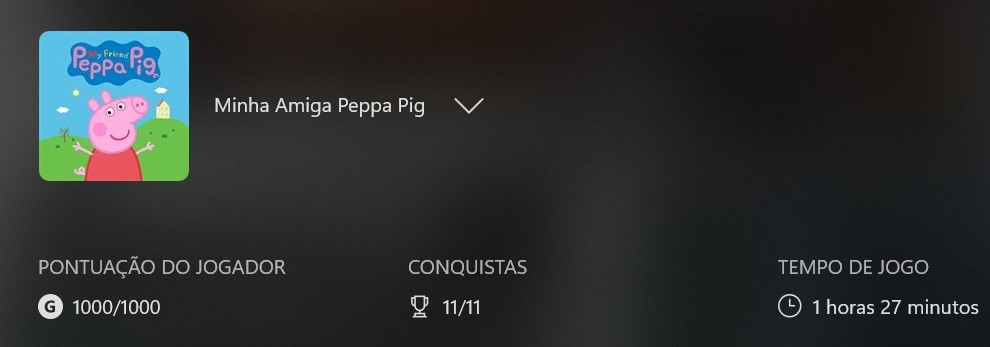 My Friend
Peppa Pig
Minha Amiga Peppa Pig
PONTUAÇÃO DO JOGADOR
CONQUISTAS
TEMPO DE JOGO
G 1000/1000
11/11
1 horas 27 minutos